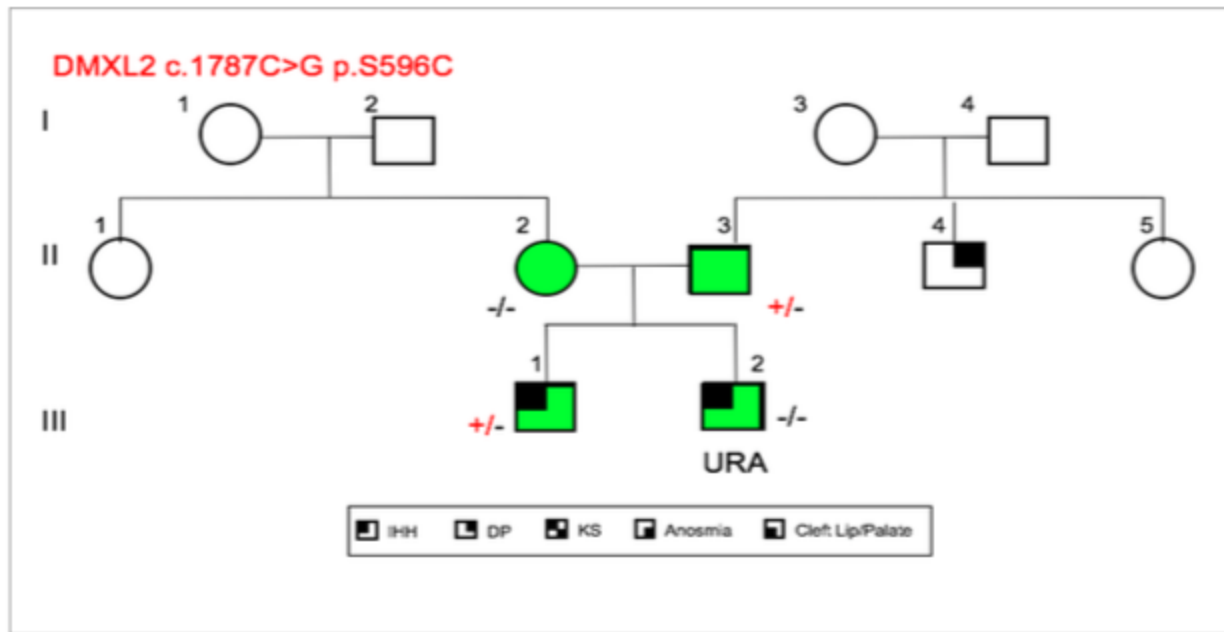 DMXL2 c.1787C>G p.S596C
I
1 2 3 4
II
1 2 3 4 5
-/- +/-
III
1 2
+/- -/-
URA
IHH DP KS Anosmia Cleft Lip/Palate